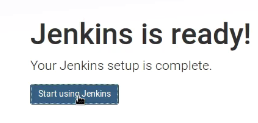 Jenkins is ready!
Your Jenkins setup is complete.
Start using Jenkins